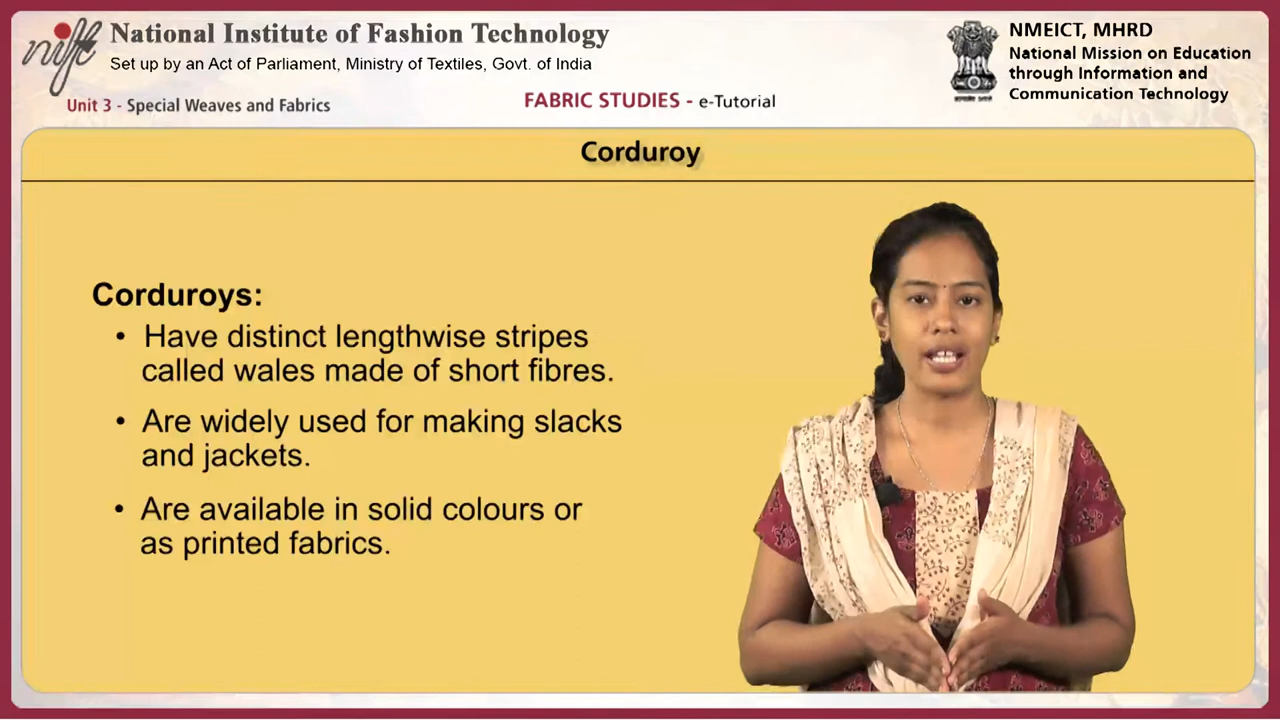 nift
National Institute of Fashion Technology
Set up by an Act of Parliament, Ministry of Textiles, Govt. of India
NMEICT, MHRD
National Mission on Education
through Information and
Communication Technology
Unit 3 - Special Weaves and Fabrics
FABRIC STUDIES - e-Tutorial
Corduroy
Corduroys:
• Have distinct lengthwise stripes
called wales made of short fibres.
• Are widely used for making slacks
and jackets.
• Are available in solid colours or
as printed fabrics.